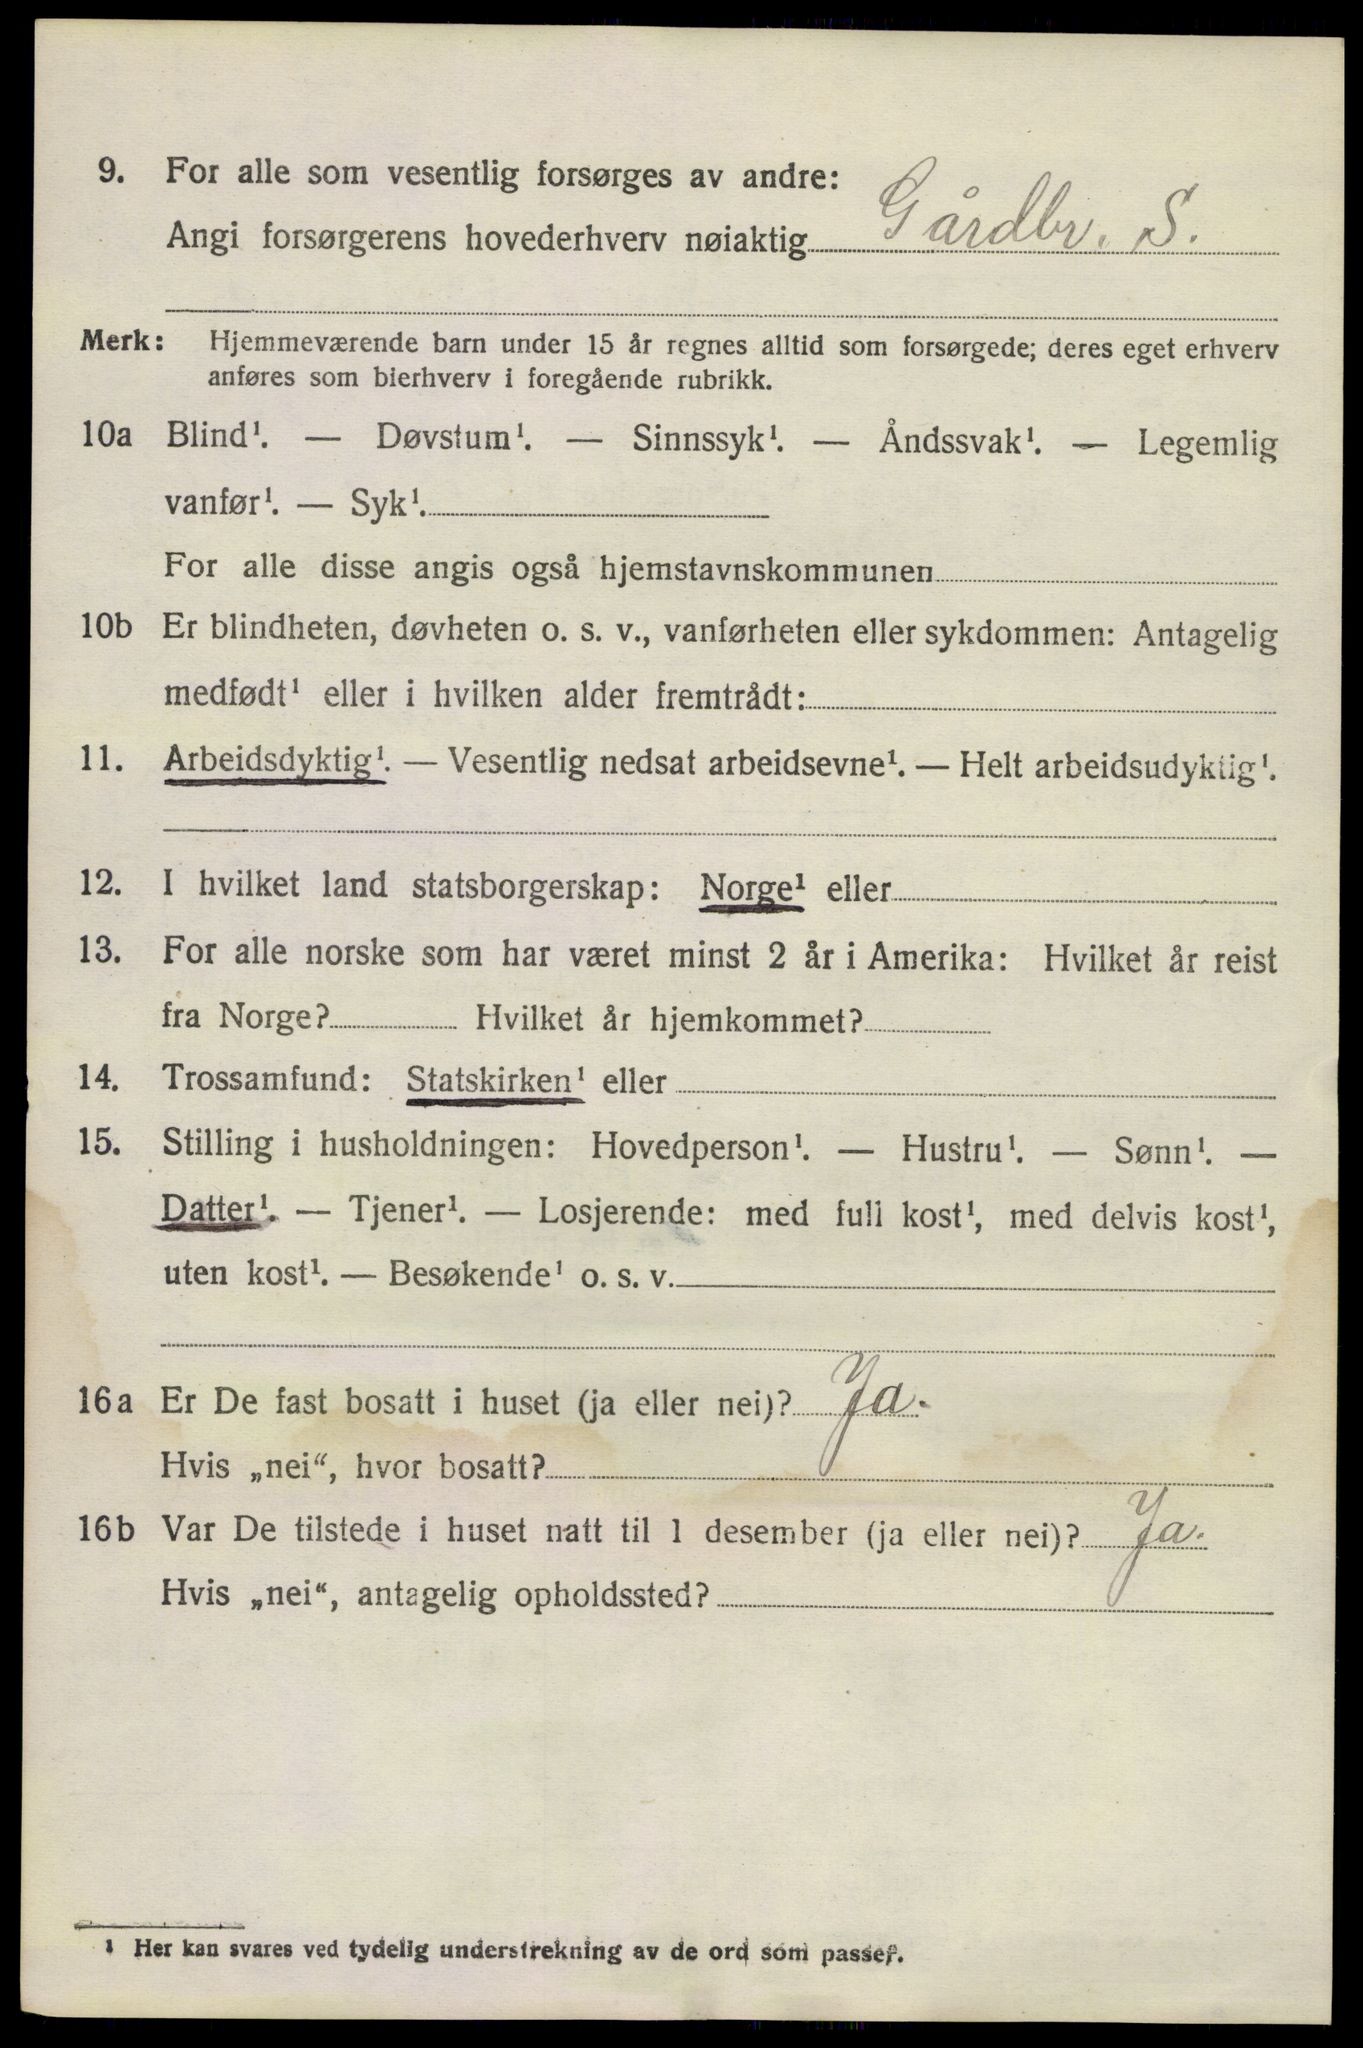 9. For alle som vesentlig forsørges av andre:
Angi forsørgerens hovederhverv nøiaktig Gårdbr. S.
Merk: Hjemmeværende barn under 15 år regnes alltid som forsørgede; deres eget erhverv
anføres som bierhverv i foregående rubrikk.
10a Blind¹. — Døvstum¹. — Sinnssyk¹. — Åndssvak¹. — Legemlig
vanfør¹. — Syk¹.
For alle disse angis også hjemstavnskommunen
10b Er blindheten, døvheten o. s. v., vanførheten eller sykdommen: Antagelig
medfødt¹ eller i hvilken alder fremtrådt:
11. Arbeidsdyktig¹. — Vesentlig nedsat arbeidsevne¹. — Helt arbeidsudyktig¹.
12. I hvilket land statsborgerskap: Norge¹ eller
13. For alle norske som har været minst 2 år i Amerika: Hvilket år reist
fra Norge? Hvilket år hjemkommet?
14. Trossamfund: Statskirken¹ eller
15. Stilling i husholdningen: Hovedperson¹. — Hustru¹. — Sønn¹. —
Datter¹. — Tjener¹. — Losjerende: med full kost¹, med delvis kost¹,
uten kost¹. — Besøkende¹ o. s. v.
16a Er De fast bosatt i huset (ja eller nei)? Ja.
Hvis „nei“, hvor bosatt?
16b Var De tilstede i huset natt til 1 desember (ja eller nei)? Ja.
Hvis „nei“, antagelig opholdssted?
¹ Her kan svares ved tydelig understrekning av de ord som passer.